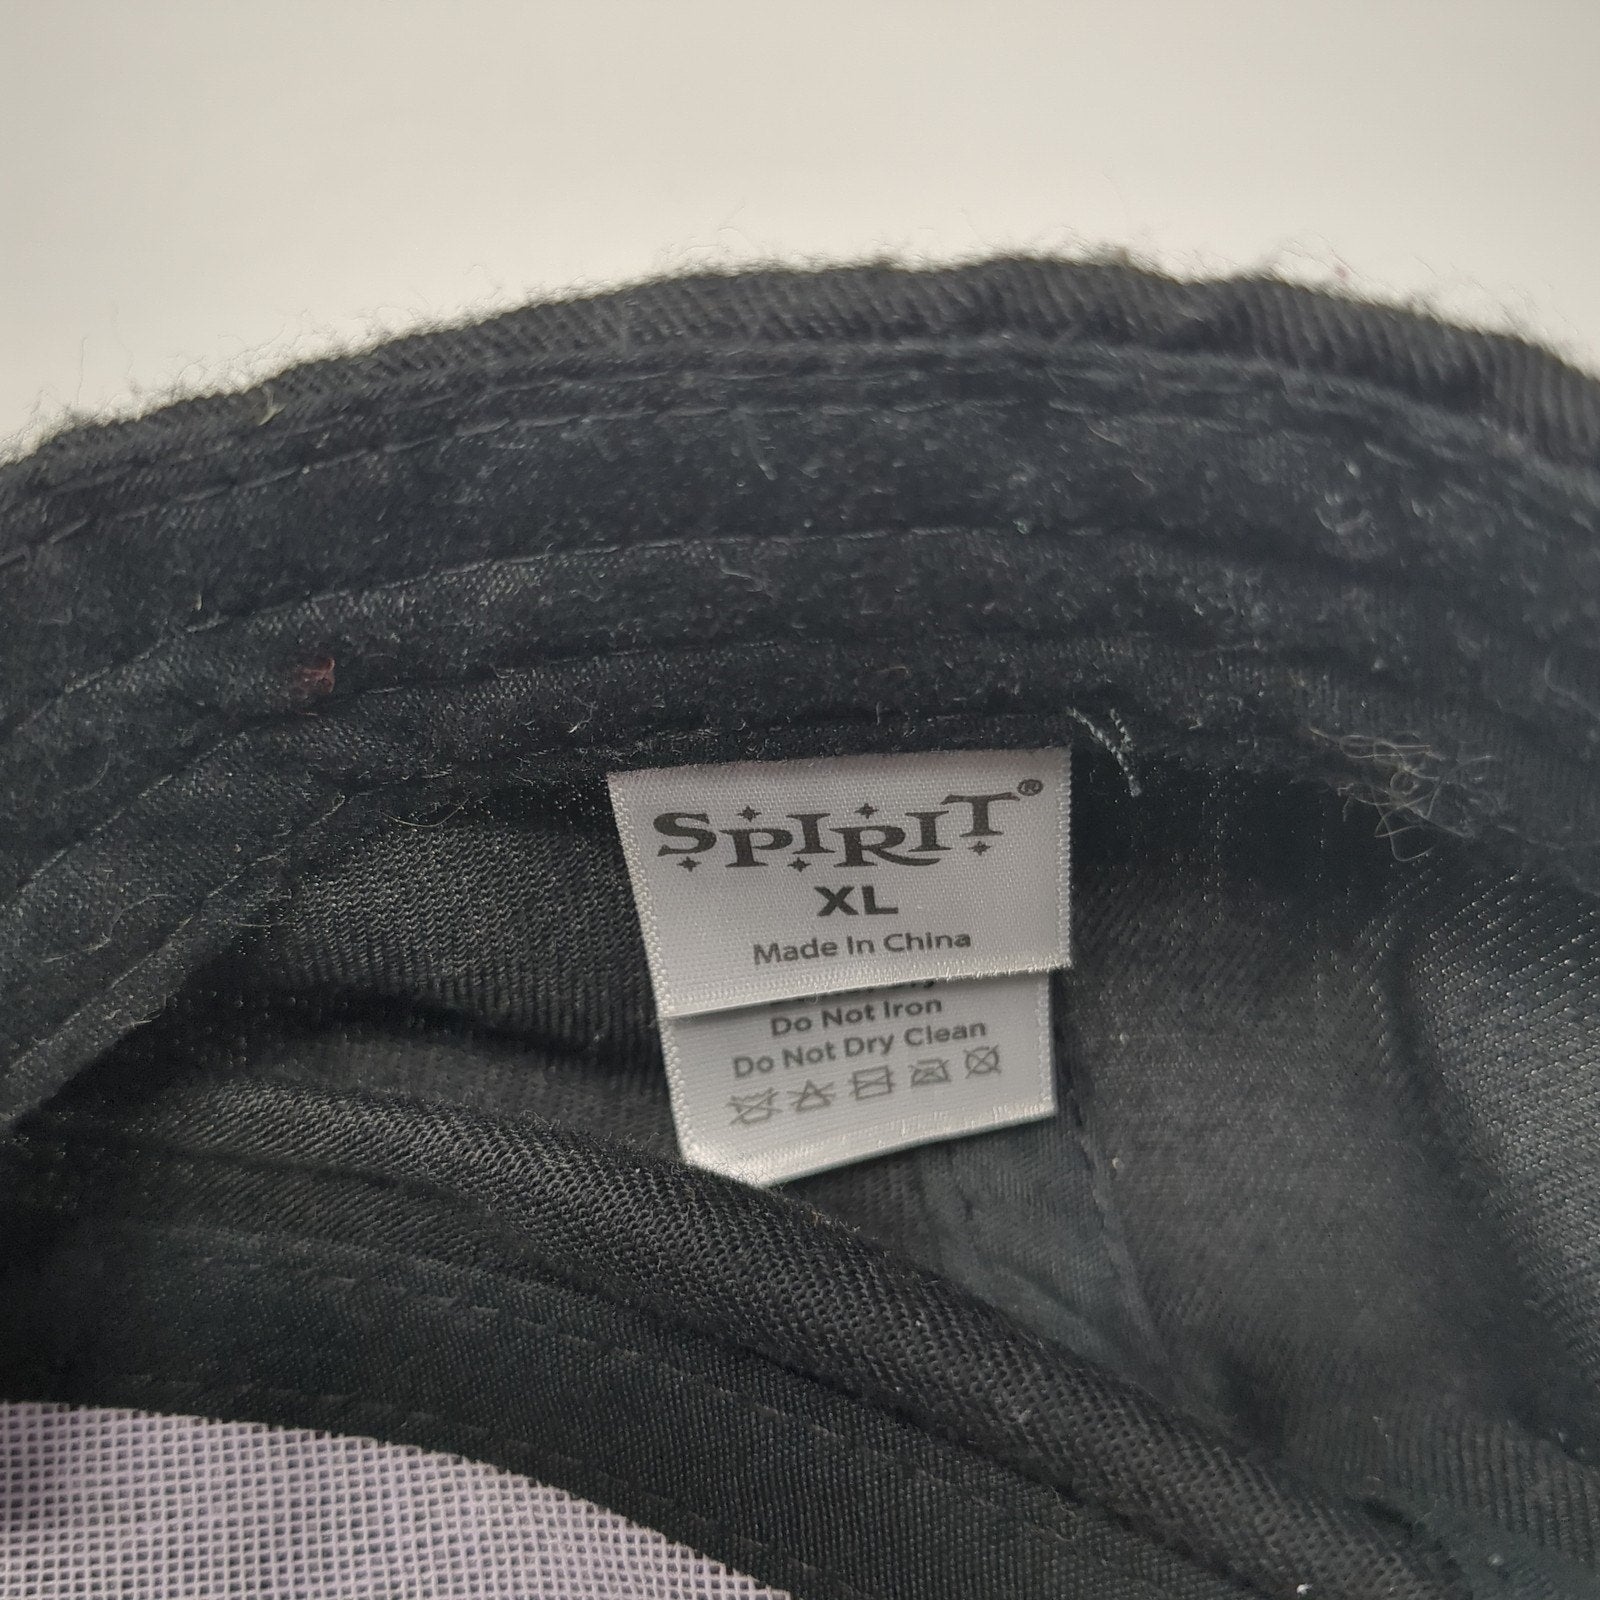 SPIRIT®
XL
Made In China
Do Not Iron
Do Not Dry Clean